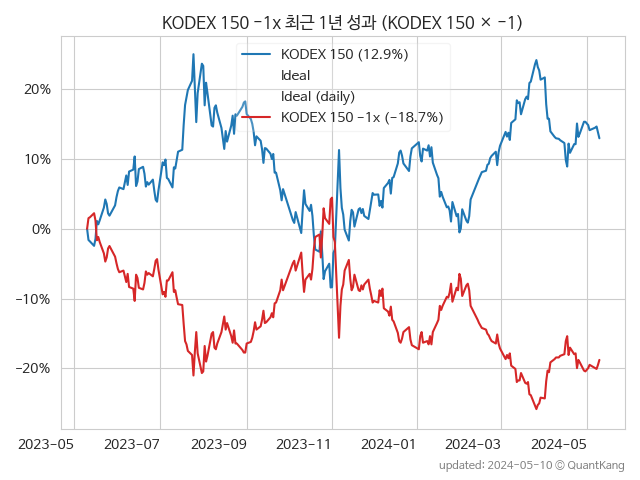 KODEX 150 −1x 최근 1년 성과 (KODEX 150 × −1)
KODEX 150 (12.9%)
Ideal
Ideal (daily)
KODEX 150 −1x (−18.7%)
20%
10%
0%
−10%
−20%
2023-05
2023-07
2023-09
2023-11
2024-01
2024-03
2024-05
updated: 2024-05-10 © QuantKang